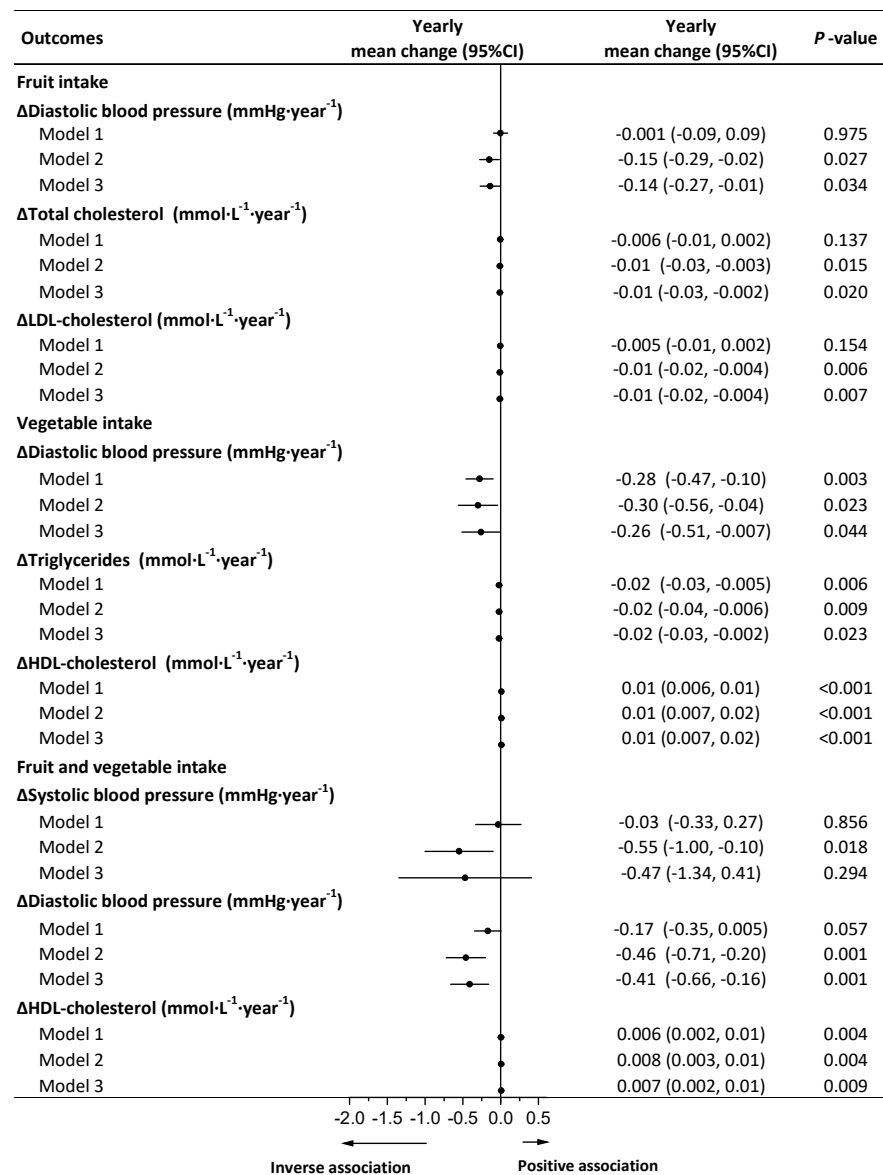 Outcomes Yearly mean change (95%CI) Yearly mean change (95%CI) P-value
Fruit intake
ΔDiastolic blood pressure (mmHg·year⁻¹)
Model 1 -0.001 (-0.09, 0.09) 0.975
Model 2 -0.15 (-0.29, -0.02) 0.027
Model 3 -0.14 (-0.27, -0.01) 0.034
ΔTotal cholesterol (mmol·L⁻¹·year⁻¹)
Model 1 -0.006 (-0.01, 0.002) 0.137
Model 2 -0.01 (-0.03, -0.003) 0.015
Model 3 -0.01 (-0.03, -0.002) 0.020
ΔLDL-cholesterol (mmol·L⁻¹·year⁻¹)
Model 1 -0.005 (-0.01, 0.002) 0.154
Model 2 -0.01 (-0.02, -0.004) 0.006
Model 3 -0.01 (-0.02, -0.004) 0.007
Vegetable intake
ΔDiastolic blood pressure (mmHg·year⁻¹)
Model 1 -0.28 (-0.47, -0.10) 0.003
Model 2 -0.30 (-0.56, -0.04) 0.023
Model 3 -0.26 (-0.51, -0.007) 0.044
ΔTriglycerides (mmol·L⁻¹·year⁻¹)
Model 1 -0.02 (-0.03, -0.005) 0.006
Model 2 -0.02 (-0.04, -0.006) 0.009
Model 3 -0.02 (-0.03, -0.002) 0.023
ΔHDL-cholesterol (mmol·L⁻¹·year⁻¹)
Model 1 0.01 (0.006, 0.01) <0.001
Model 2 0.01 (0.007, 0.02) <0.001
Model 3 0.01 (0.007, 0.02) <0.001
Fruit and vegetable intake
ΔSystolic blood pressure (mmHg·year⁻¹)
Model 1 -0.03 (-0.33, 0.27) 0.856
Model 2 -0.55 (-1.00, -0.10) 0.018
Model 3 -0.47 (-1.34, 0.41) 0.294
ΔDiastolic blood pressure (mmHg·year⁻¹)
Model 1 -0.17 (-0.35, 0.005) 0.057
Model 2 -0.46 (-0.71, -0.20) 0.001
Model 3 -0.41 (-0.66, -0.16) 0.001
ΔHDL-cholesterol (mmol·L⁻¹·year⁻¹)
Model 1 0.006 (0.002, 0.01) 0.004
Model 2 0.008 (0.003, 0.01) 0.004
Model 3 0.007 (0.002, 0.01) 0.009
-2.0 -1.5 -1.0 -0.5 0.0 0.5
Inverse association Positive association